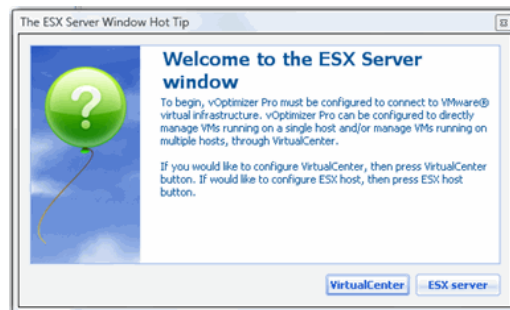 The ESX Server Window Hot Tip
Welcome to the ESX Server
window
To begin, vOptimizer Pro must be configured to connect to VMware®
virtual infrastructure. vOptimizer Pro can be configured to directly
manage VMs running on a single host and/or manage VMs running on
multiple hosts, through VirtualCenter.
If you would like to configure VirtualCenter, then press VirtualCenter
button. If would like to configure ESX host, then press ESX host
button.
VirtualCenter ESX server